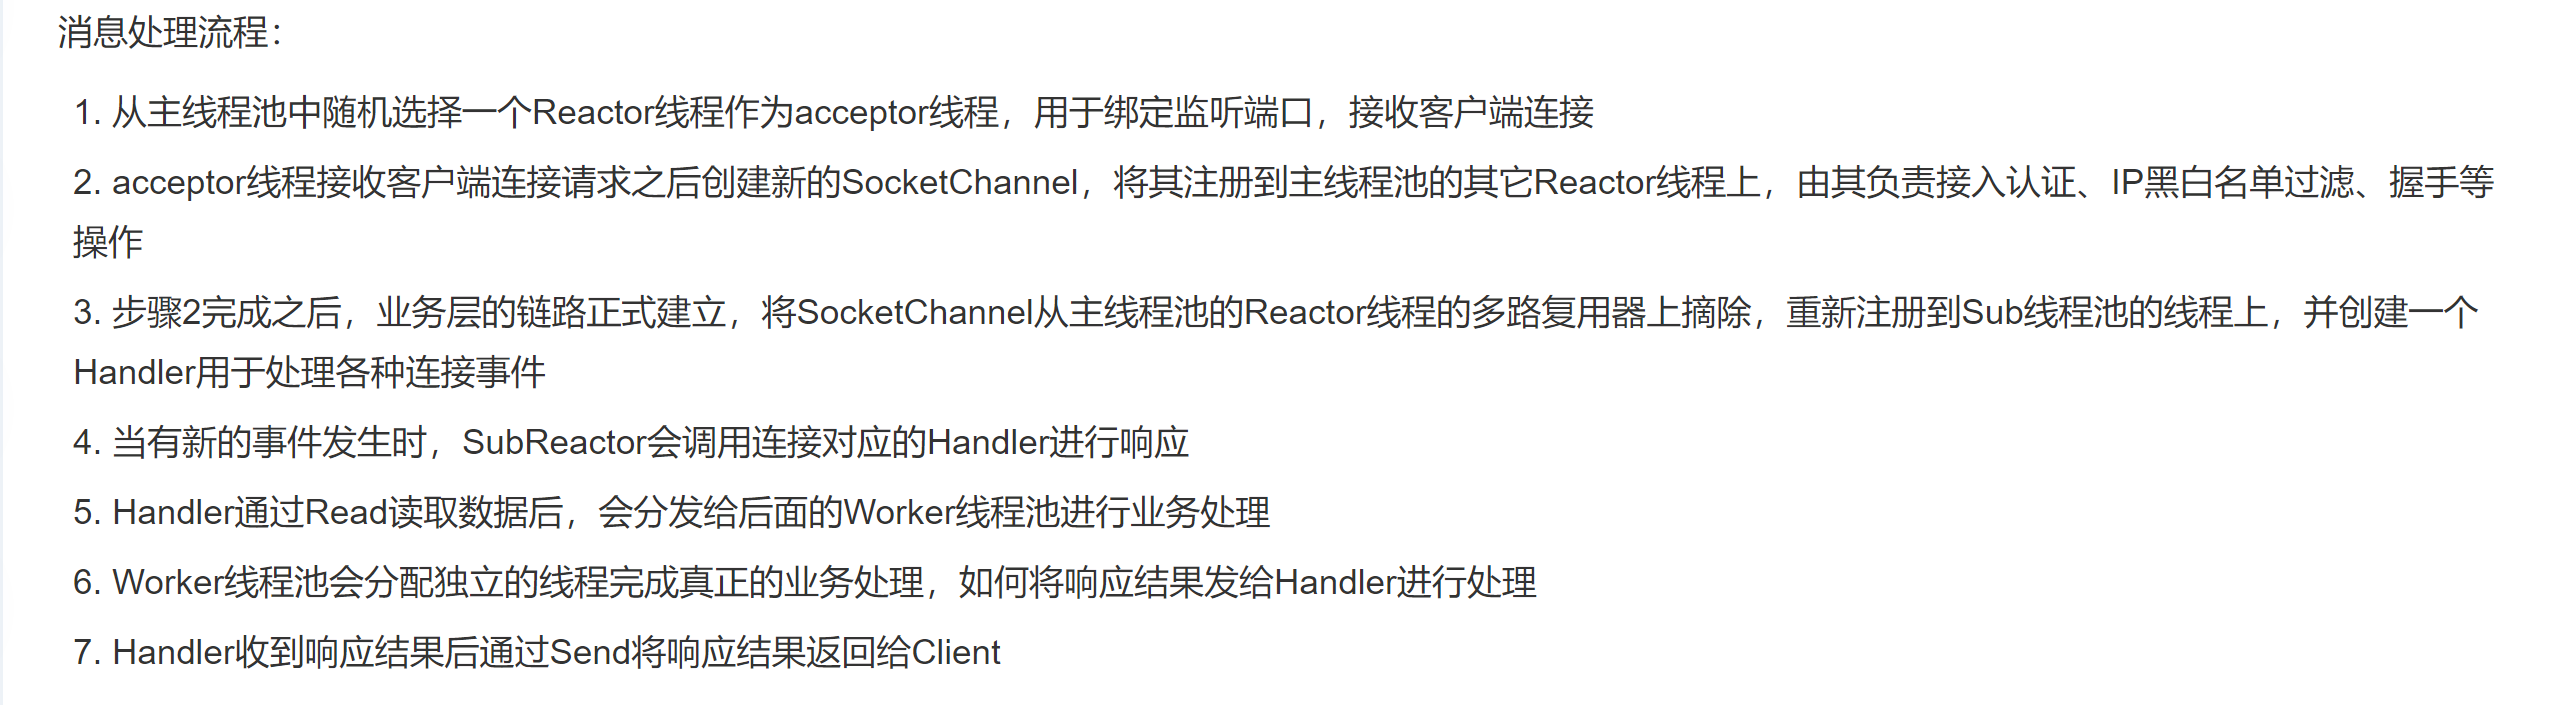 消息处理流程：
1. 从主线程池中随机选择一个Reactor线程作为acceptor线程，用于绑定监听端口，接收客户端连接
2. acceptor线程接收客户端连接请求之后创建新的SocketChannel，将其注册到主线程池的其它Reactor线程上，由其负责接入认证、IP黑白名单过滤、握手等
操作
3. 步骤2完成之后，业务层的链路正式建立，将SocketChannel从主线程池的Reactor线程的多路复用器上摘除，重新注册到Sub线程池的线程上，并创建一个
Handler用于处理各种连接事件
4. 当有新的事件发生时，SubReactor会调用连接对应的Handler进行响应
5. Handler通过Read读取数据后，会分发给后面的Worker线程池进行业务处理
6. Worker线程池会分配独立的线程完成真正的业务处理，如何将响应结果发给Handler进行处理
7. Handler收到响应结果后通过Send将响应结果返回给Client